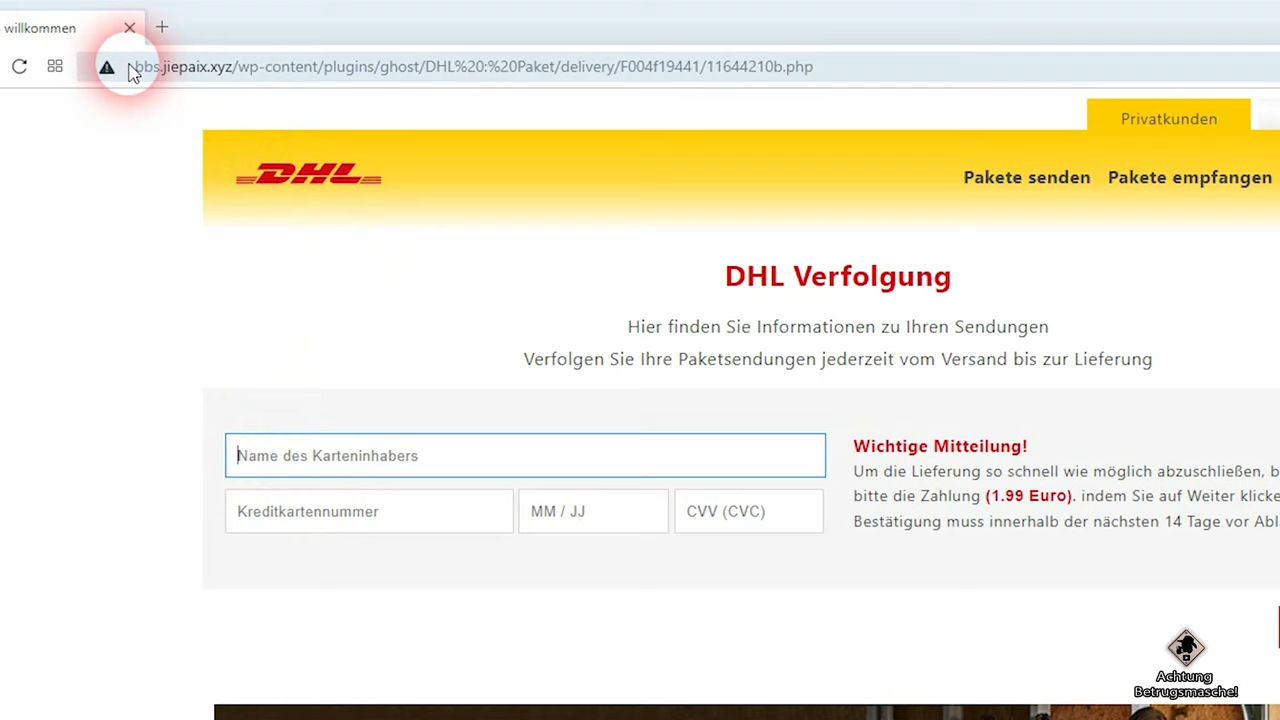 willkommen
bbs.jiepaix.xyz/wp-content/plugins/ghost/DHL%20:%20Paket/delivery/F004f19441/11644210b.php
Privatkunden
DHL
Pakete senden Pakete empfangen
DHL Verfolgung
Hier finden Sie Informationen zu Ihren Sendungen
Verfolgen Sie Ihre Paketsendungen jederzeit vom Versand bis zur Lieferung
Name des Karteninhabers
Kreditkartennummer MM / JJ CVV (CVC)
Wichtige Mitteilung!
Um die Lieferung so schnell wie möglich abzuschließen, b
bitte die Zahlung (1.99 Euro). indem Sie auf Weiter klicke
Bestätigung muss innerhalb der nächsten 14 Tage vor Abl
Achtung
Betrugsmasche!